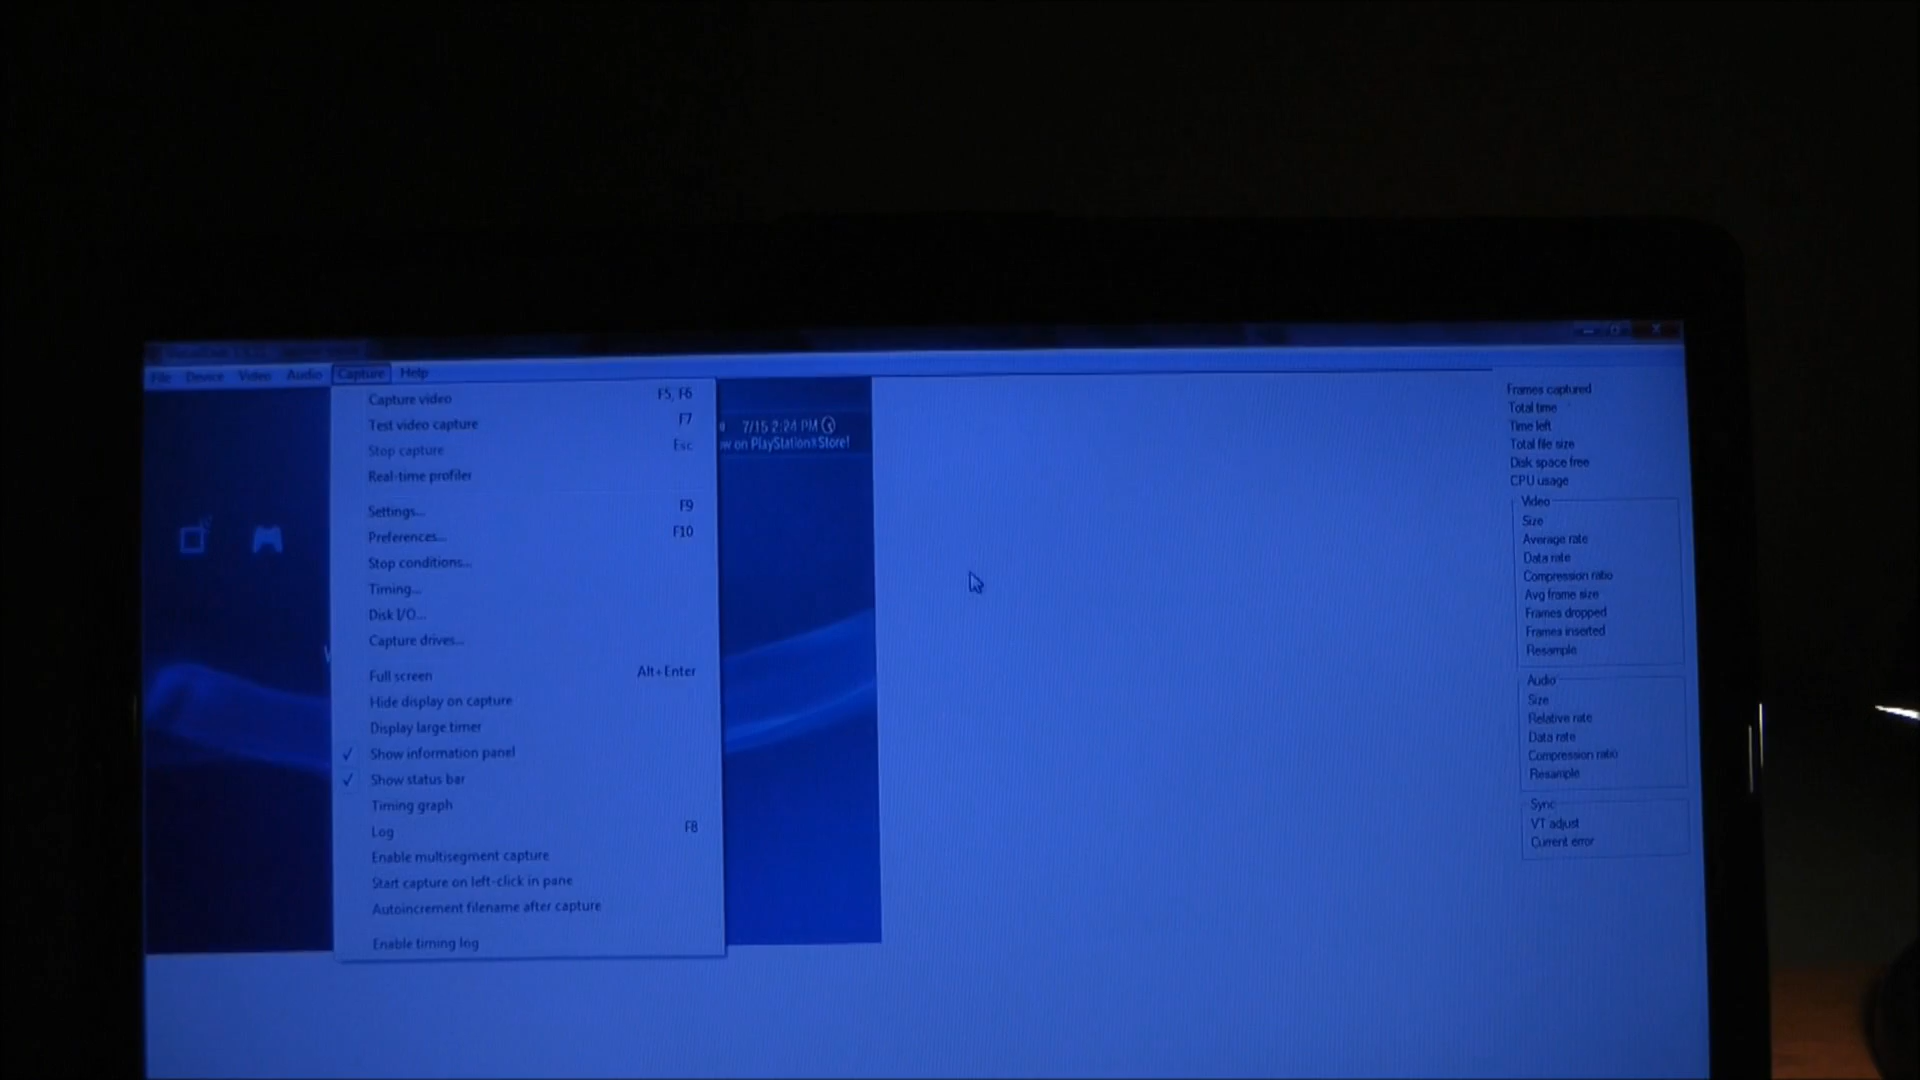 File Device Video Audio Capture Help
Capture video F5, F6
Test video capture F7
Stop capture Esc
Real-time profiler
Settings... F9
Preferences... F10
Stop conditions...
Timing...
Disk I/O...
Capture drives...
Full screen Alt+Enter
Hide display on capture
Display large timer
Show information panel
Show status bar
Timing graph
Log F8
Enable multisegment capture
Start capture on left-click in pane
Autoincrement filename after capture
Enable timing log
7/15 2:24 PM
on PlayStation®Store!
Frames captured
Total time
Time left
Total file size
Disk space free
CPU usage
Video
Size
Average rate
Data rate
Compression ratio
Avg frame size
Frames dropped
Frames inserted
Resample
Audio
Size
Relative rate
Data rate
Compression ratio
Resample
Sync
VT adjust
Current error